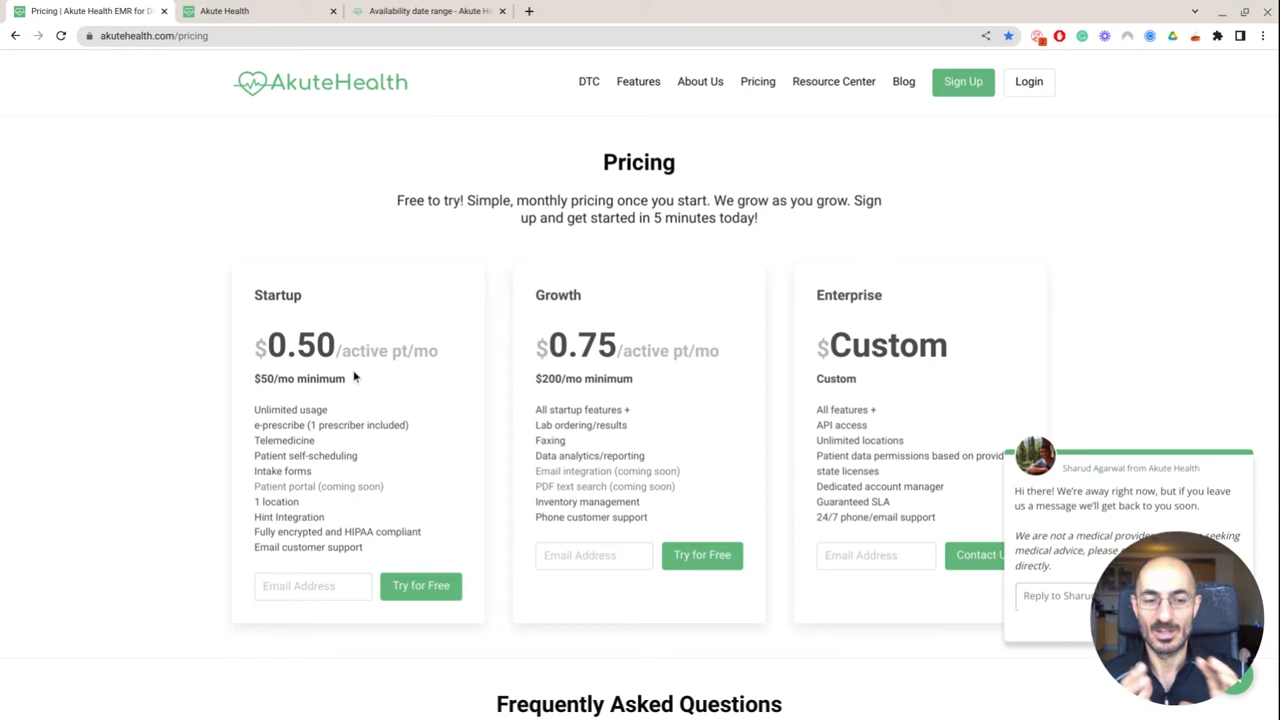 Pricing | Akute Health EMR for D
Akute Health
Availability date range - Akute He
akutehealth.com/pricing
AkuteHealth
DTC
Features
About Us
Pricing
Resource Center
Blog
Sign Up
Login
Pricing
Free to try! Simple, monthly pricing once you start. We grow as you grow. Sign
up and get started in 5 minutes today!
Startup
$0.50/active pt/mo
$50/mo minimum
Unlimited usage
e-prescribe (1 prescriber included)
Telemedicine
Patient self-scheduling
Intake forms
Patient portal (coming soon)
1 location
Hint Integration
Fully encrypted and HIPAA compliant
Email customer support
Email Address
Try for Free
Growth
$0.75/active pt/mo
$200/mo minimum
All startup features +
Lab ordering/results
Faxing
Data analytics/reporting
Email integration (coming soon)
PDF text search (coming soon)
Inventory management
Phone customer support
Email Address
Try for Free
Enterprise
$Custom
Custom
All features +
API access
Unlimited locations
Patient data permissions based on provid
state licenses
Dedicated account manager
Guaranteed SLA
24/7 phone/email support
Email Address
Contact U
Sharud Agarwal from Akute Health
Hi there! We're away right now, but if you leave
us a message we'll get back to you soon.
We are not a medical provide seeking
medical advice, please
directly.
Reply to Sharu
Frequently Asked Questions